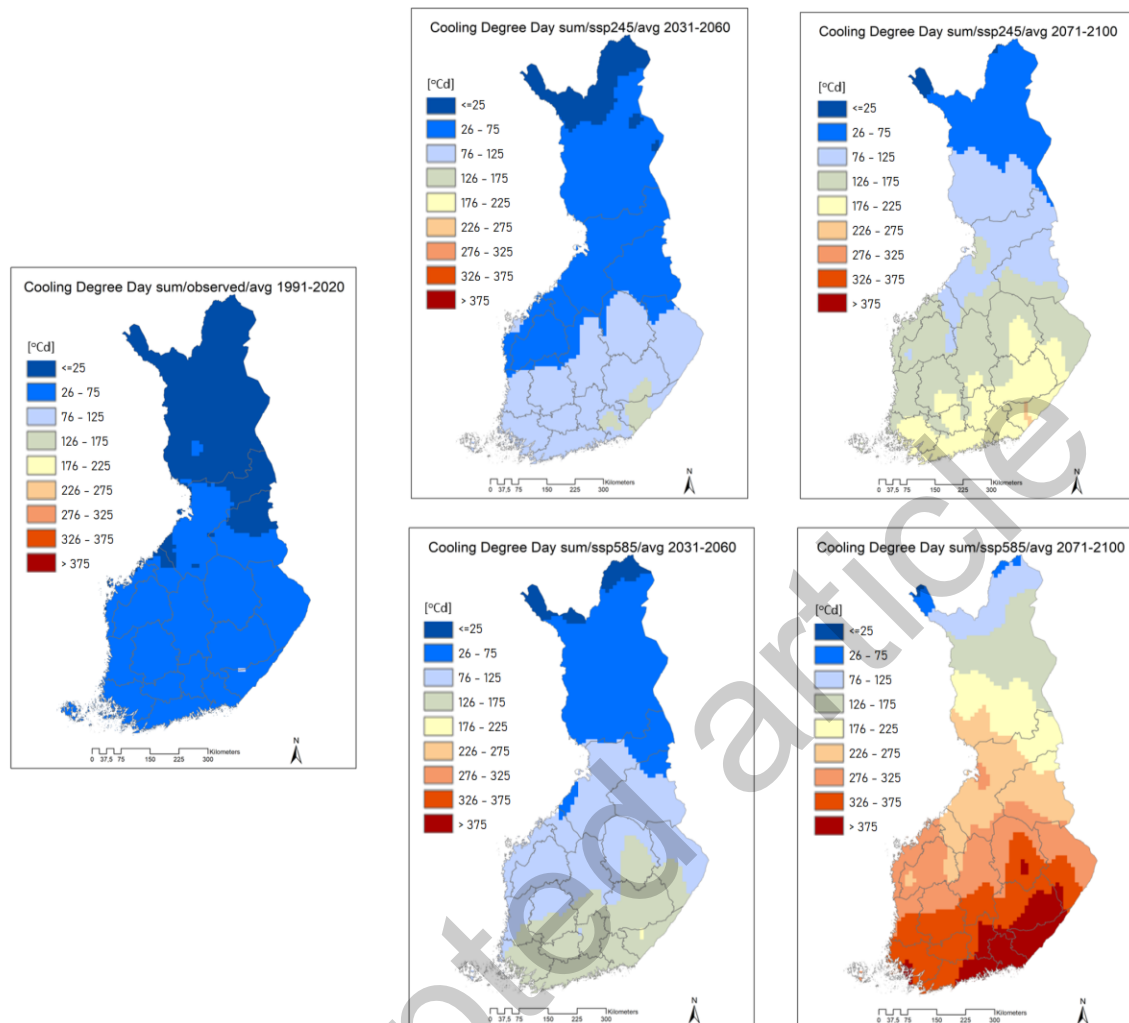 Cooling Degree Day sum/ssp245/avg 2031-2060
[°Cd]
<=25
26 – 75
76 – 125
126 – 175
176 – 225
226 – 275
276 – 325
326 – 375
> 375
N
Kilometers
0 37,5 75 150 225 300
Cooling Degree Day sum/ssp245/avg 2071-2100
[°Cd]
<=25
26 – 75
76 – 125
126 – 175
176 – 225
226 – 275
276 – 325
326 – 375
> 375
N
Kilometers
0 37,5 75 150 225 300
Cooling Degree Day sum/observed/avg 1991-2020
[°Cd]
<=25
26 – 75
76 – 125
126 – 175
176 – 225
226 – 275
276 – 325
326 – 375
> 375
N
Kilometers
0 37,5 75 150 225 300
Cooling Degree Day sum/ssp585/avg 2031-2060
[°Cd]
<=25
26 – 75
76 – 125
126 – 175
176 – 225
226 – 275
276 – 325
326 – 375
> 375
N
Kilometers
0 37,5 75 150 225 300
Cooling Degree Day sum/ssp585/avg 2071-2100
[°Cd]
<=25
26 – 75
76 – 125
126 – 175
176 – 225
226 – 275
276 – 325
326 – 375
> 375
N
Kilometers
0 37,5 75 150 225 300
pted article